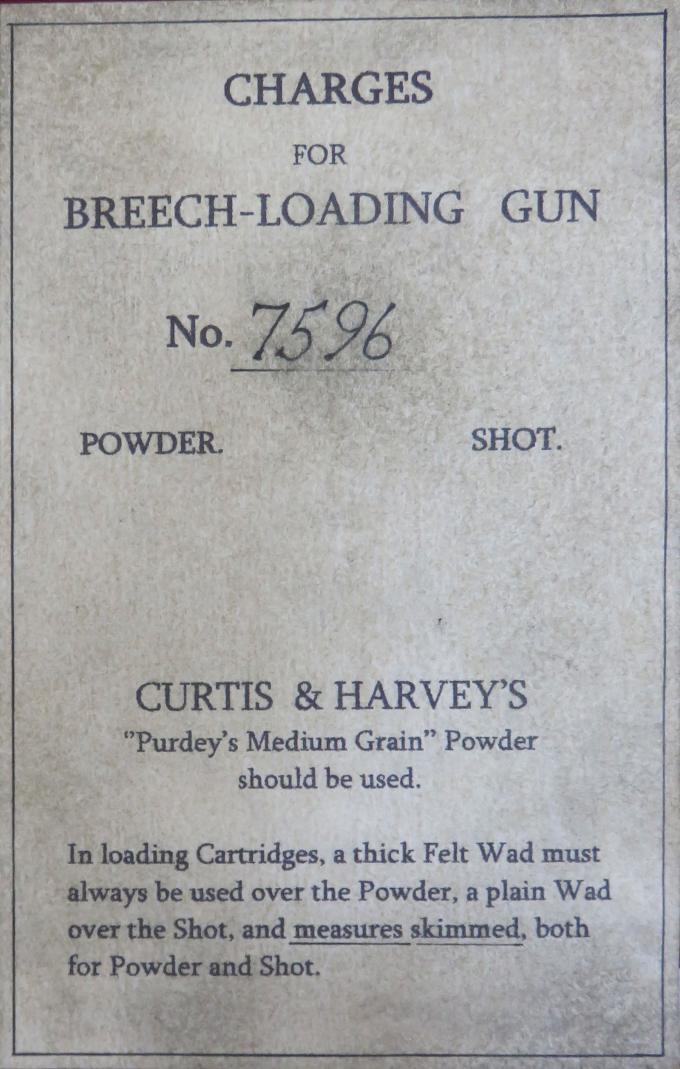 CHARGES
FOR
BREECH-LOADING GUN
No. 7596
POWDER. SHOT.
CURTIS & HARVEY'S
"Purdey's Medium Grain" Powder
should be used.
In loading Cartridges, a thick Felt Wad must
always be used over the Powder, a plain Wad
over the Shot, and measures skimmed, both
for Powder and Shot.